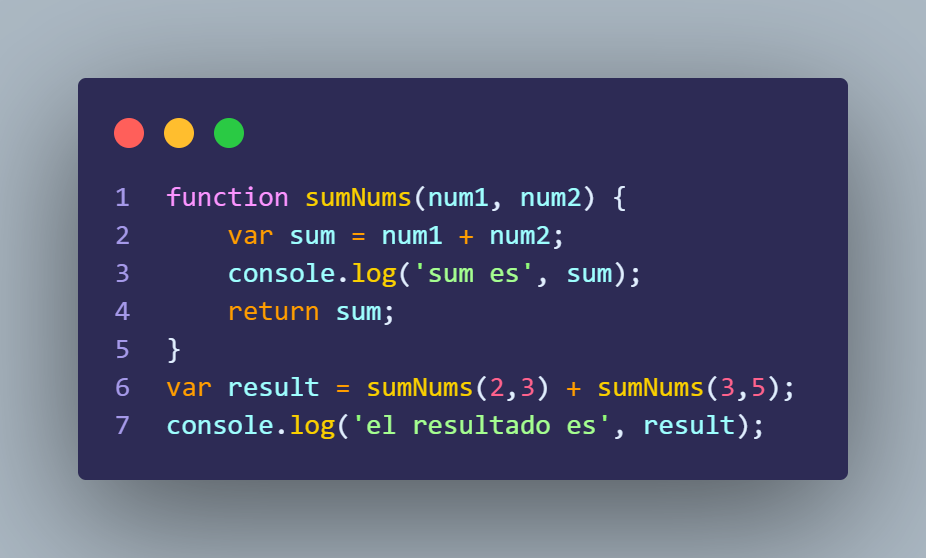 1 function sumNums(num1, num2) {
2     var sum = num1 + num2;
3     console.log('sum es', sum);
4     return sum;
5 }
6 var result = sumNums(2,3) + sumNums(3,5);
7 console.log('el resultado es', result);